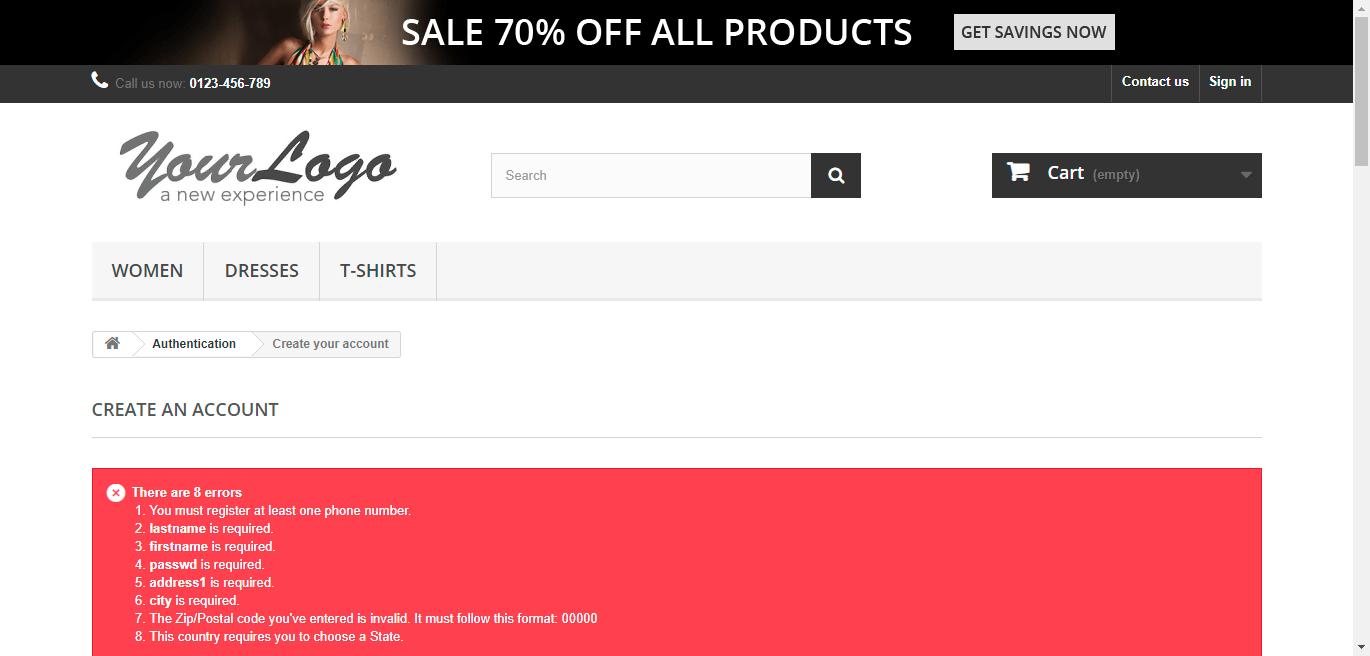 SALE 70% OFF ALL PRODUCTS GET SAVINGS NOW
Call us now: 0123-456-789 Contact us Sign in
YourLogo
a new experience
Search
Cart (empty)
WOMEN DRESSES T-SHIRTS
Authentication Create your account
CREATE AN ACCOUNT
There are 8 errors
1. You must register at least one phone number.
2. lastname is required.
3. firstname is required.
4. passwd is required.
5. address1 is required.
6. city is required.
7. The Zip/Postal code you've entered is invalid. It must follow this format: 00000
8. This country requires you to choose a State.